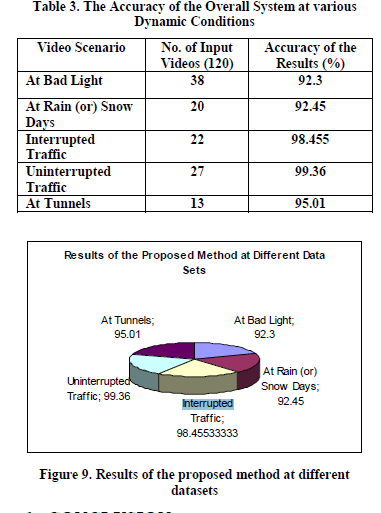 Table 3. The Accuracy of the Overall System at various
Dynamic Conditions
Video Scenario No. of Input Videos (120) Accuracy of the Results (%)
At Bad Light 38 92.3
At Rain (or) Snow Days 20 92.45
Interrupted Traffic 22 98.455
Uninterrupted Traffic 27 99.36
At Tunnels 13 95.01
Results of the Proposed Method at Different Data
Sets
At Tunnels;
95.01
At Bad Light;
92.3
Uninterrupted
Traffic; 99.36
At Rain (or)
Snow Days;
92.45
Interrupted
Traffic;
98.45533333
Figure 9. Results of the proposed method at different
datasets